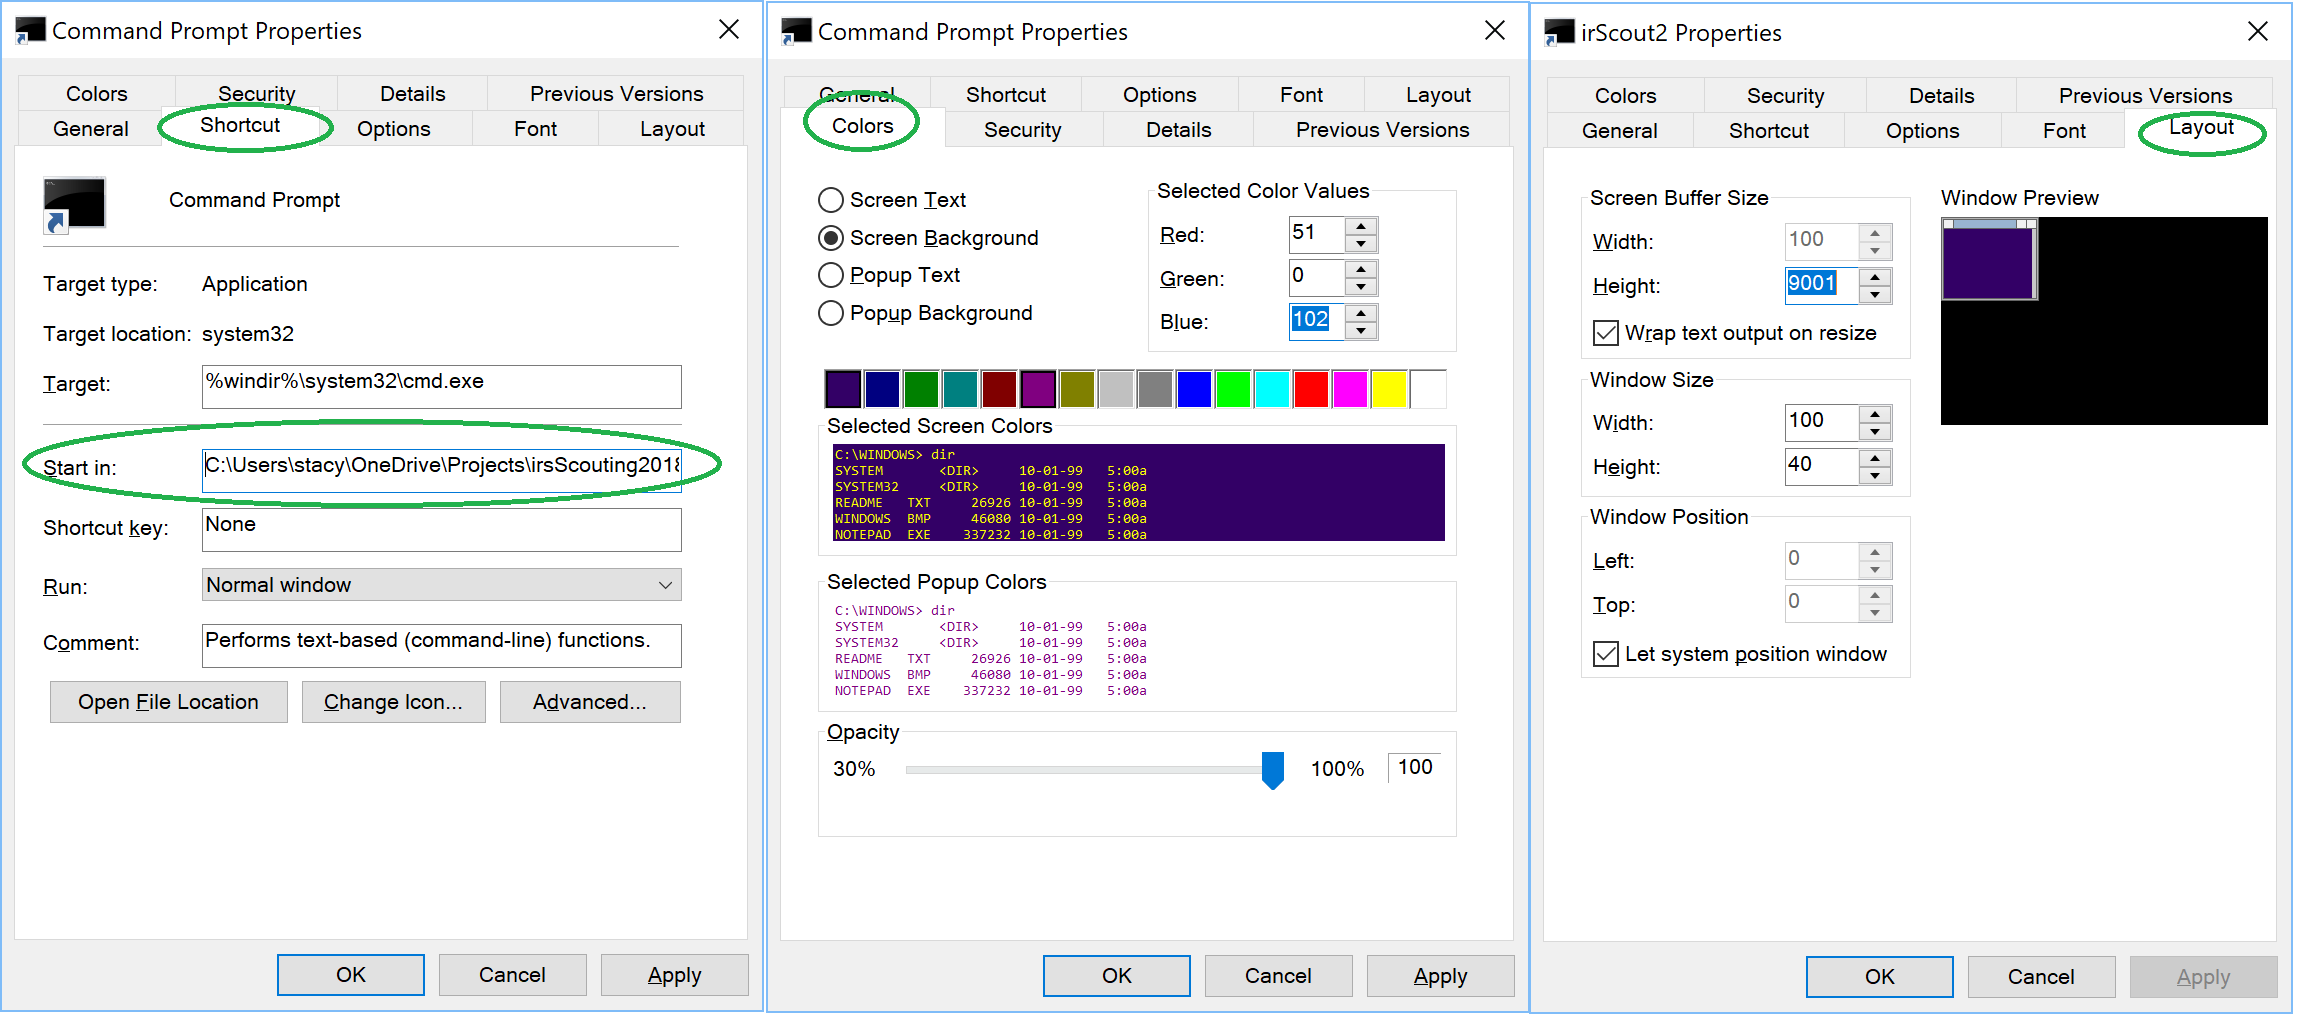 Command Prompt Properties
Colors Security Details Previous Versions
General Shortcut Options Font Layout
Command Prompt
Target type: Application
Target location: system32
Target: %windir%\system32\cmd.exe
Start in: C:\Users\stacy\OneDrive\Projects\irsScouting2018
Shortcut key: None
Run: Normal window
Comment: Performs text-based (command-line) functions.
Open File Location Change Icon... Advanced...
OK Cancel Apply
Command Prompt Properties
General Shortcut Options Font Layout
Colors Security Details Previous Versions
Screen Text
Screen Background
Popup Text
Popup Background
Selected Color Values
Red: 51
Green: 0
Blue: 102
Selected Screen Colors
C:\WINDOWS> dir
SYSTEM <DIR> 10-01-99 5:00a
SYSTEM32 <DIR> 10-01-99 5:00a
README TXT 26926 10-01-99 5:00a
WINDOWS BMP 46080 10-01-99 5:00a
NOTEPAD EXE 337232 10-01-99 5:00a
Selected Popup Colors
C:\WINDOWS> dir
SYSTEM <DIR> 10-01-99 5:00a
SYSTEM32 <DIR> 10-01-99 5:00a
README TXT 26926 10-01-99 5:00a
WINDOWS BMP 46080 10-01-99 5:00a
NOTEPAD EXE 337232 10-01-99 5:00a
Opacity
30% 100% 100
OK Cancel Apply
irScout2 Properties
Colors Security Details Previous Versions
General Shortcut Options Font Layout
Screen Buffer Size
Width: 100
Height: 9001
Wrap text output on resize
Window Size
Width: 100
Height: 40
Window Position
Left: 0
Top: 0
Let system position window
Window Preview
OK Cancel Apply